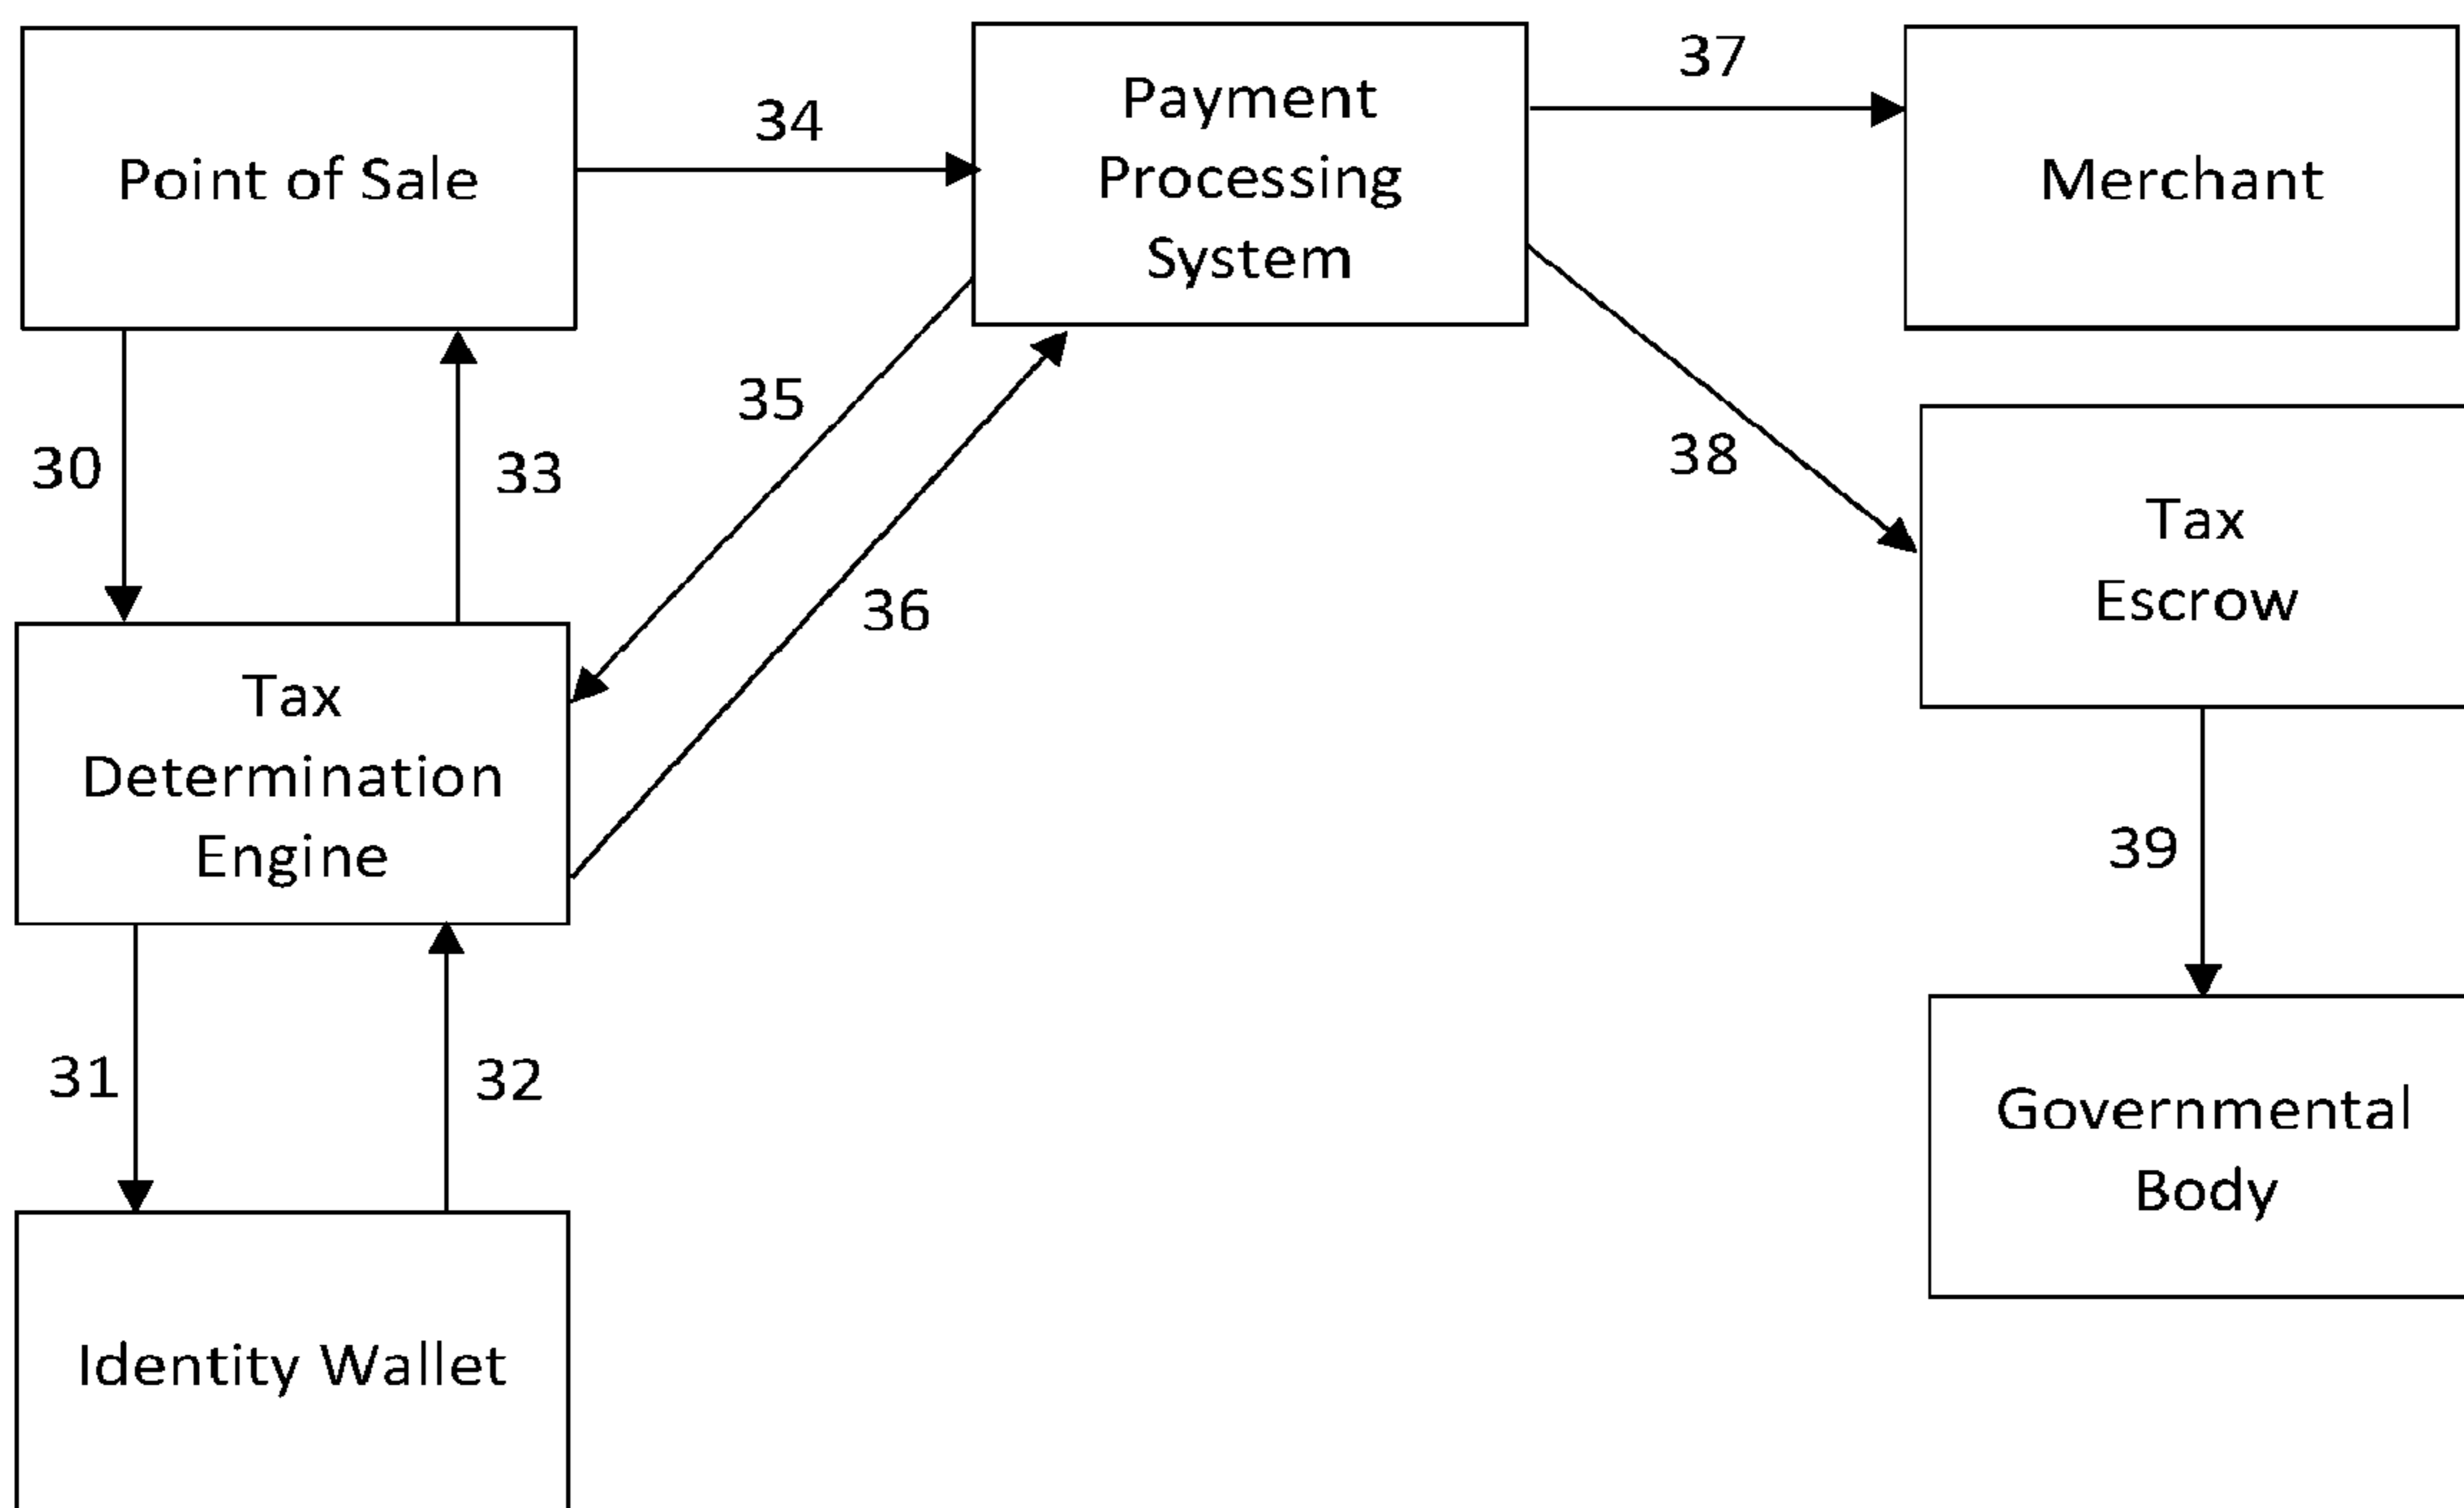 Point of Sale
34
Payment
Processing
System
37
Merchant
30
33
35
36
38
Tax
Escrow
Tax
Determination
Engine
39
31
32
Governmental
Body
Identity Wallet